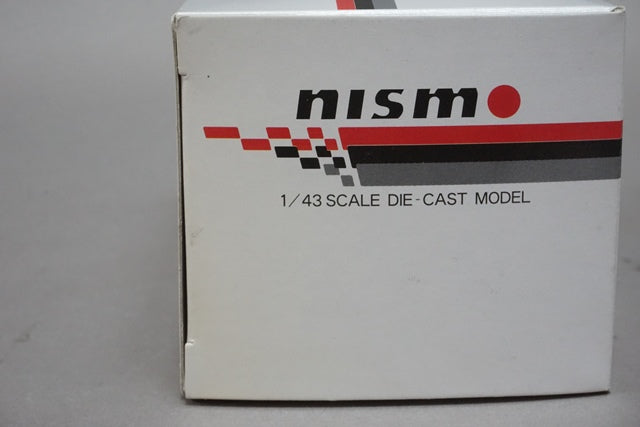 nismo
1/43 SCALE DIE-CAST MODEL